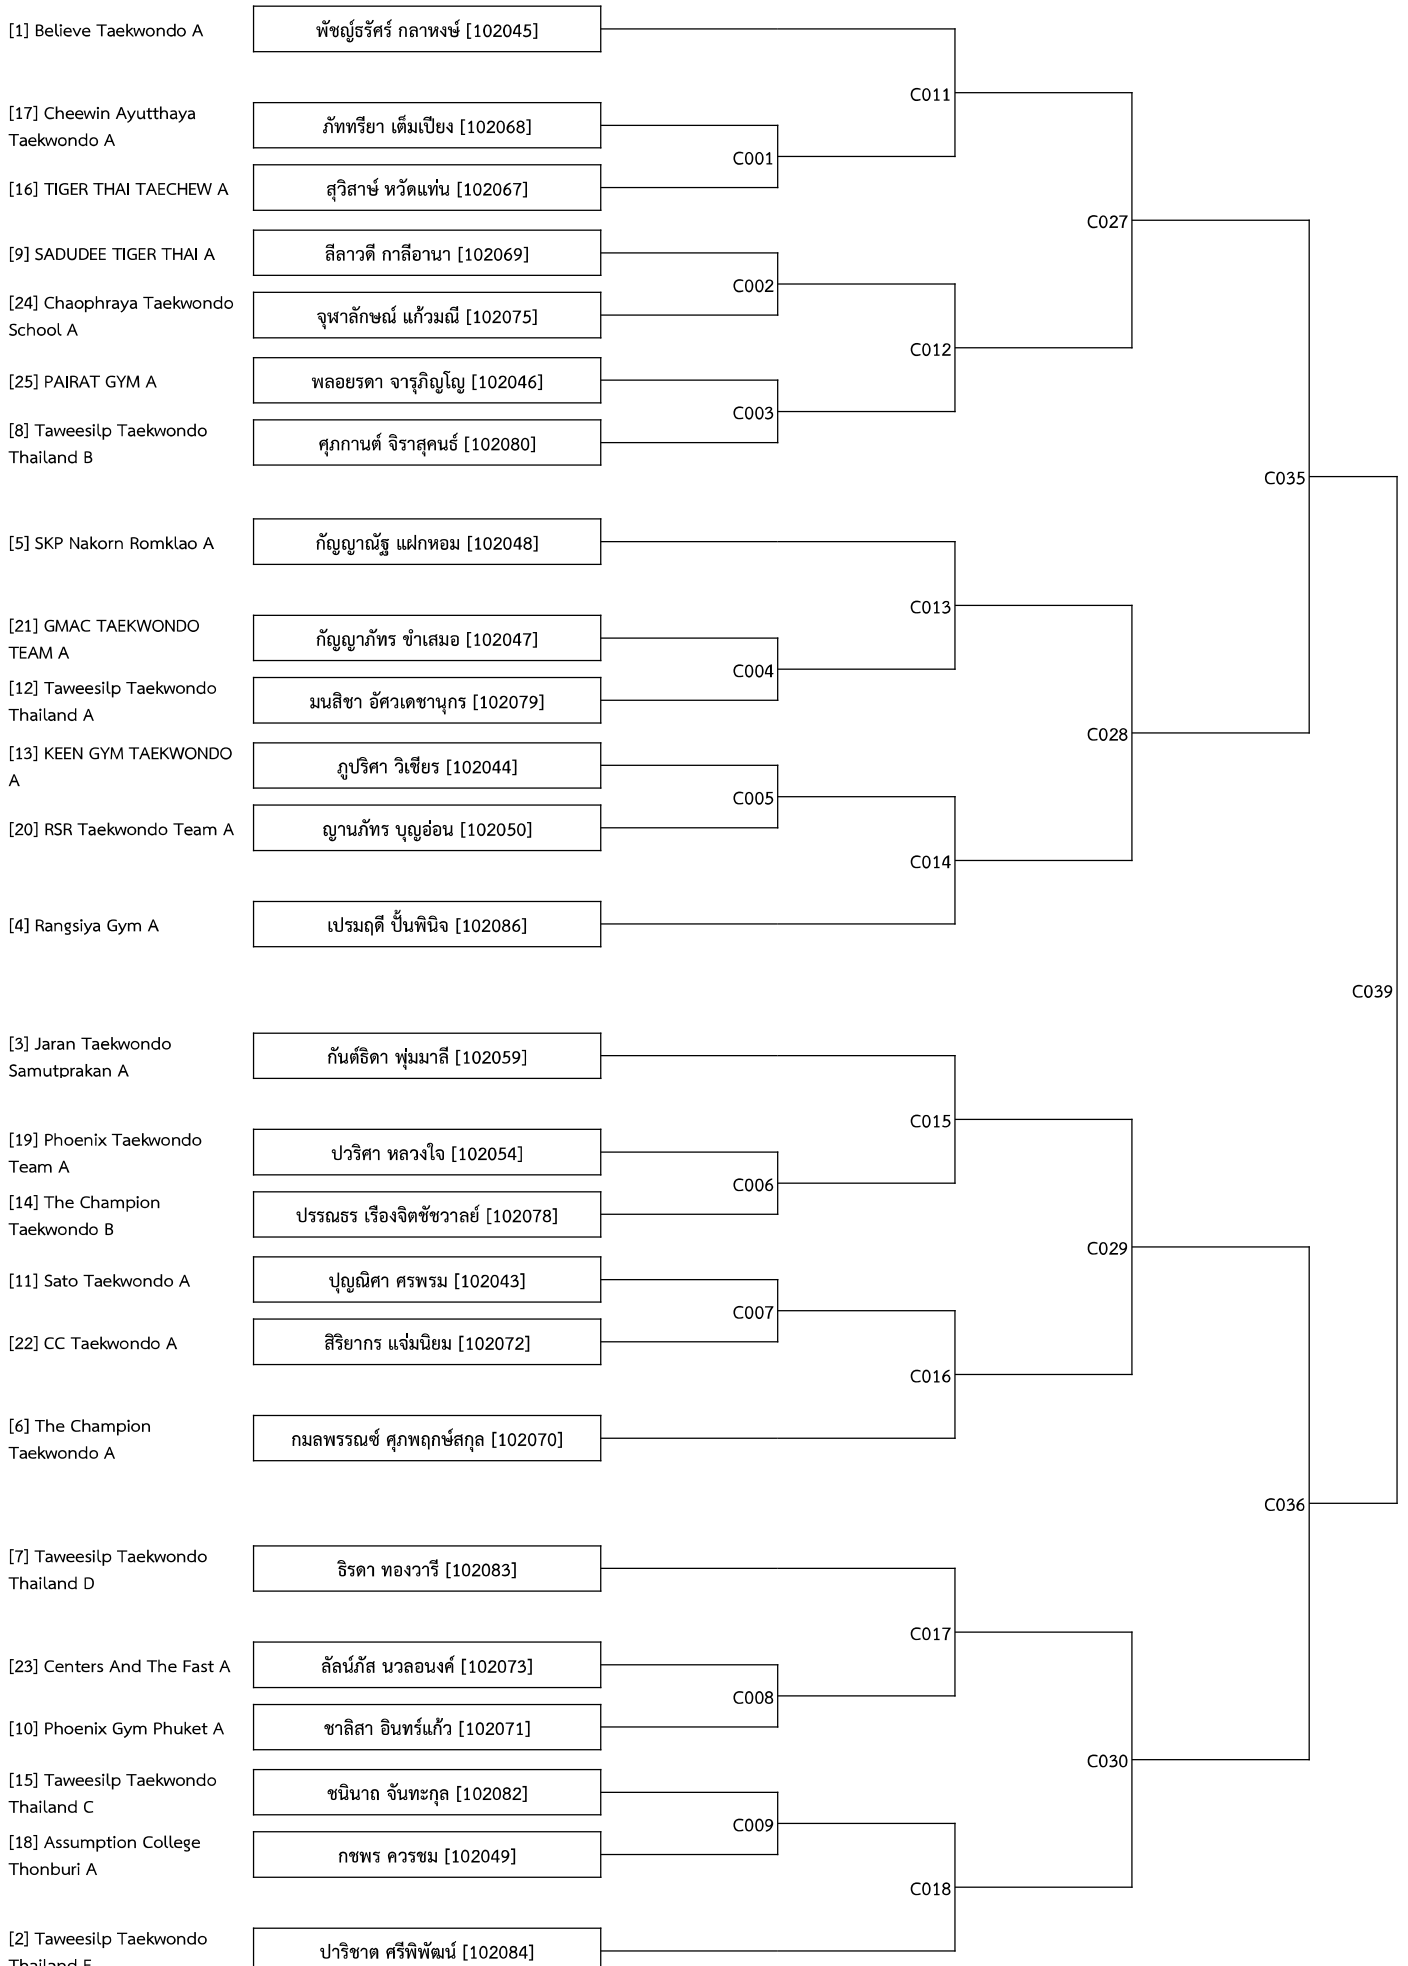 [1] Believe Taekwondo A
พัชญ์ธรัศร์ กลาหงษ์ [102045]
C011
[17] Cheewin Ayutthaya
Taekwondo A
ภัททรียา เต็มเปียง [102068]
C001
[16] TIGER THAI TAECHEW A
สุวิสาษ์ หวัดแท่น [102067]
C027
[9] SADUDEE TIGER THAI A
ลีลาวดี กาลีอานา [102069]
C002
[24] Chaophraya Taekwondo
School A
จุฬาลักษณ์ แก้วมณี [102075]
C012
[25] PAIRAT GYM A
พลอยรดา จารุภิญโญ [102046]
C003
[8] Taweesilp Taekwondo
Thailand B
ศุภกานต์ จิราสุคนธ์ [102080]
C035
[5] SKP Nakorn Romklao A
กัญญาณัฐ แฝกหอม [102048]
C013
[21] GMAC TAEKWONDO
TEAM A
กัญญาภัทร ขำเสมอ [102047]
C004
[12] Taweesilp Taekwondo
Thailand A
มนสิชา อัศวเดชานุกร [102079]
C028
[13] KEEN GYM TAEKWONDO
A
ภูปริศา วิเชียร [102044]
C005
[20] RSR Taekwondo Team A
ญานภัทร บุญอ่อน [102050]
C014
[4] Rangsiya Gym A
เปรมฤดี ปั้นพินิจ [102086]
C039
[3] Jaran Taekwondo
Samutprakan A
กันต์ธิดา พุ่มมาลี [102059]
C015
[19] Phoenix Taekwondo
Team A
ปวริศา หลวงใจ [102054]
C006
[14] The Champion
Taekwondo B
ปรรณธร เรืองจิตชัชวาลย์ [102078]
C029
[11] Sato Taekwondo A
ปุญณิศา ศรพรม [102043]
C007
[22] CC Taekwondo A
สิริยากร แจ่มนิยม [102072]
C016
[6] The Champion
Taekwondo A
กมลพรรณซ์ ศุภพฤกษ์สกุล [102070]
C036
[7] Taweesilp Taekwondo
Thailand D
ธิรดา ทองวารี [102083]
C017
[23] Centers And The Fast A
ลัลน์ภัส นวลอนงค์ [102073]
C008
[10] Phoenix Gym Phuket A
ชาลิสา อินทร์แก้ว [102071]
C030
[15] Taweesilp Taekwondo
Thailand C
ชนินาถ จันทะกุล [102082]
C009
[18] Assumption College
Thonburi A
กชพร ควรชม [102049]
C018
[2] Taweesilp Taekwondo
Thailand
ปาริชาต ศรีพิพัฒน์ [102084]